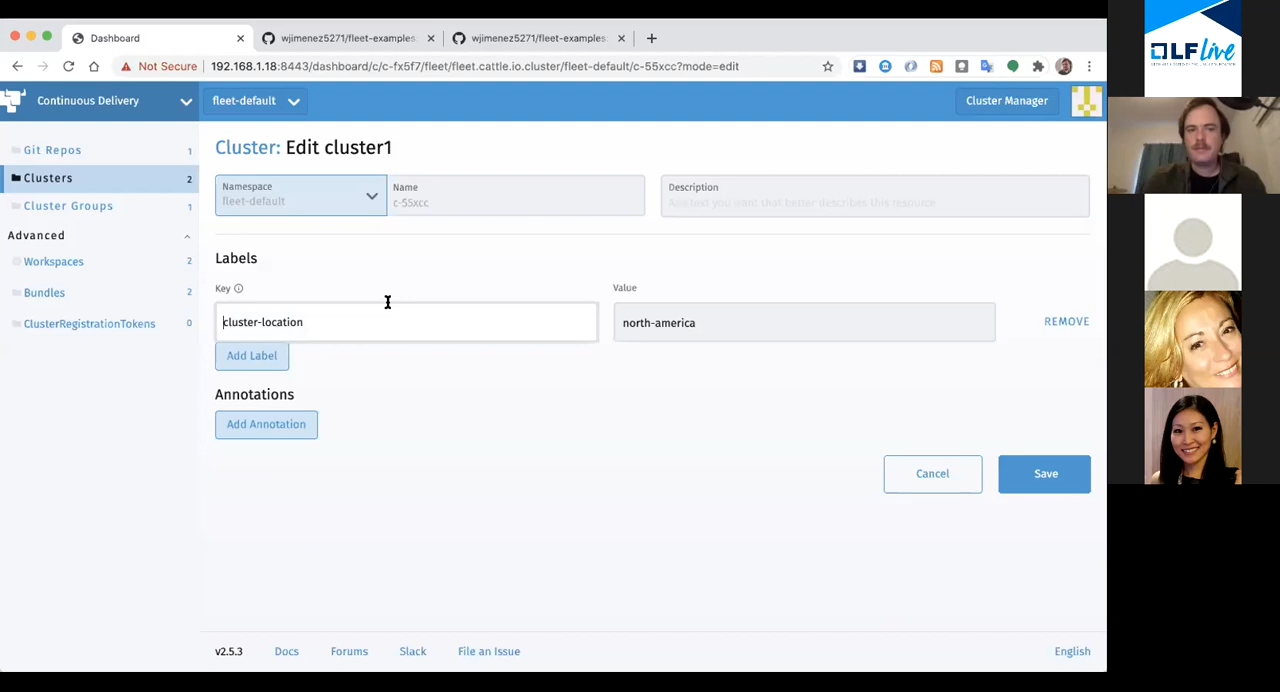 Dashboard
wjimenez5271/fleet-examples:
wjimenez5271/fleet-examples:
Not Secure
192.168.1.18:8443/dashboard/c/c-fx5f7/fleet/fleet.cattle.io.cluster/fleet-default/c-55xcc?mode=edit
Continuous Delivery
fleet-default
Cluster Manager
Git Repos 1
Clusters 2
Cluster Groups 1
Advanced
Workspaces 2
Bundles 2
ClusterRegistrationTokens 0
Cluster: Edit cluster1
Namespace
fleet-default
Name
c-55xcc
Description
Any text you want that better describes this resource
Labels
Key
Value
cluster-location
north-america
REMOVE
Add Label
Annotations
Add Annotation
Cancel
Save
v2.5.3
Docs
Forums
Slack
File an Issue
English
LF Live